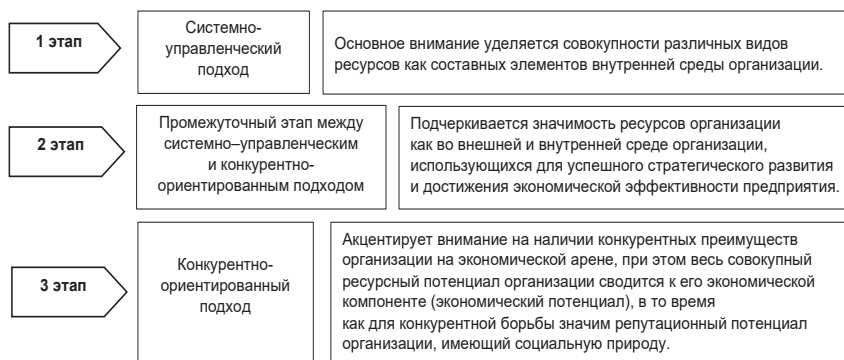 1 этап
Системно-
управленческий
подход
Основное внимание уделяется совокупности различных видов
ресурсов как составных элементов внутренней среды организации.
2 этап
Промежуточный этап между
системно–управленческим
и конкурентно-
ориентированным подходом
Подчеркивается значимость ресурсов организации
как во внешней и внутренней среде организации,
использующихся для успешного стратегического развития
и достижения экономической эффективности предприятия.
3 этап
Конкурентно-
ориентированный
подход
Акцентирует внимание на наличии конкурентных преимуществ
организации на экономической арене, при этом весь совокупный
ресурсный потенциал организации сводится к его экономической
компоненте (экономический потенциал), в то время
как для конкурентной борьбы значим репутационный потенциал
организации, имеющий социальную природу.